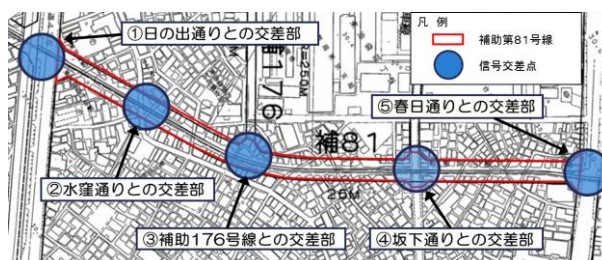 ①日の出通りとの交差部
凡 例
補助第81号線
信号交差点
⑤春日通りとの交差部
補176
補81
25M
②水窪通りとの交差部
③補助176号線との交差部
④坂下通りとの交差部